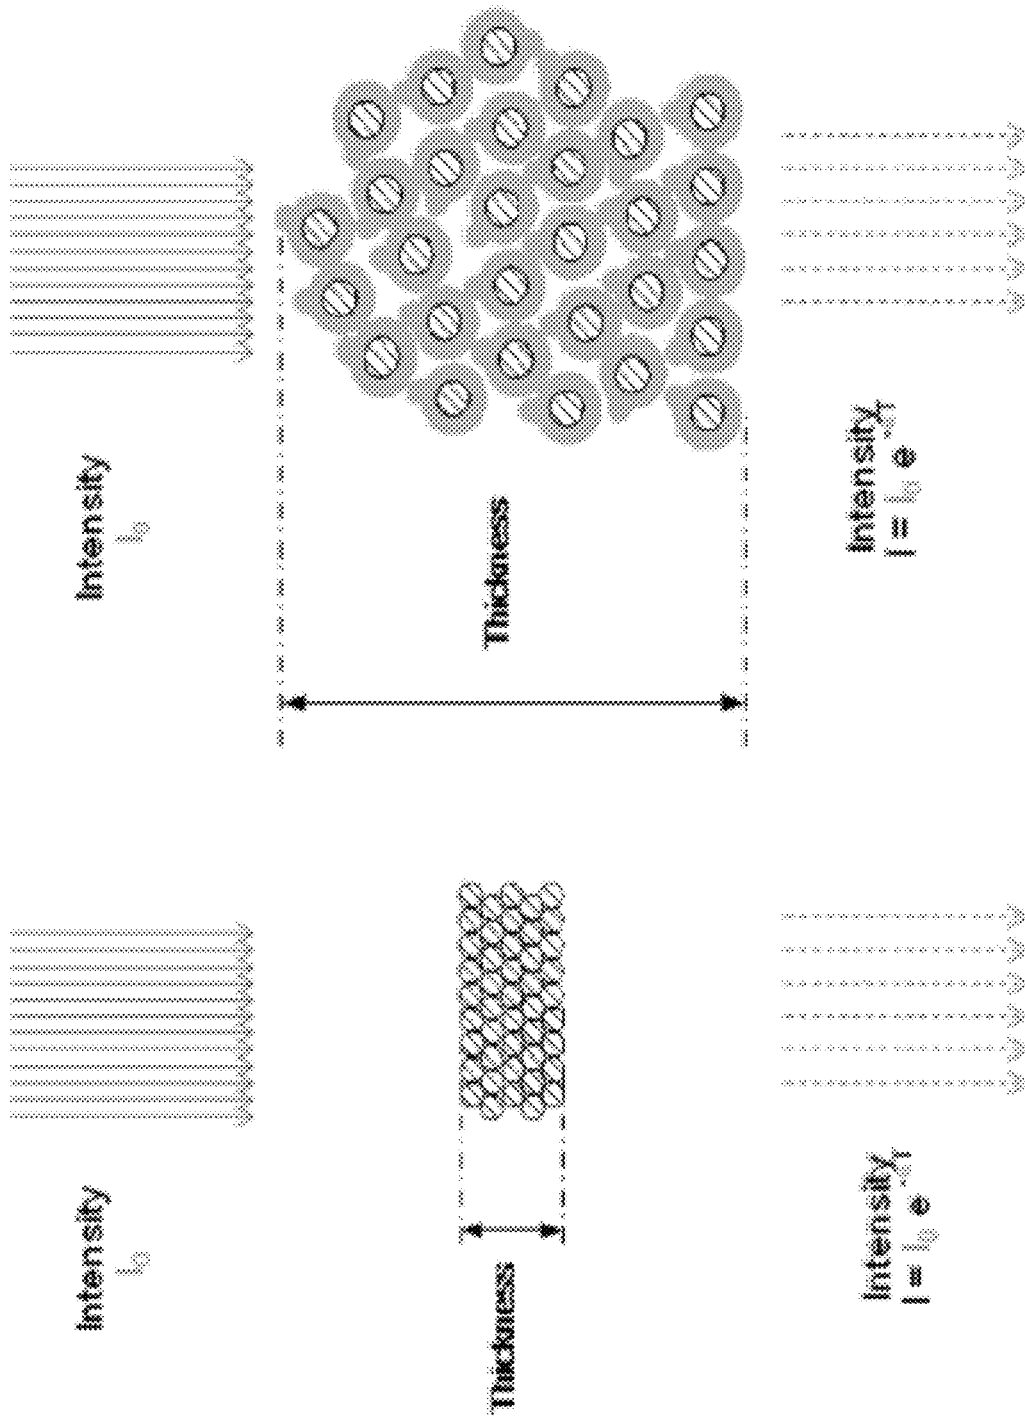 Intensity
I₀
Intensity
I₀
Thickness
Thickness
Intensity
I = I₀ e
Intensity
I = I₀ e